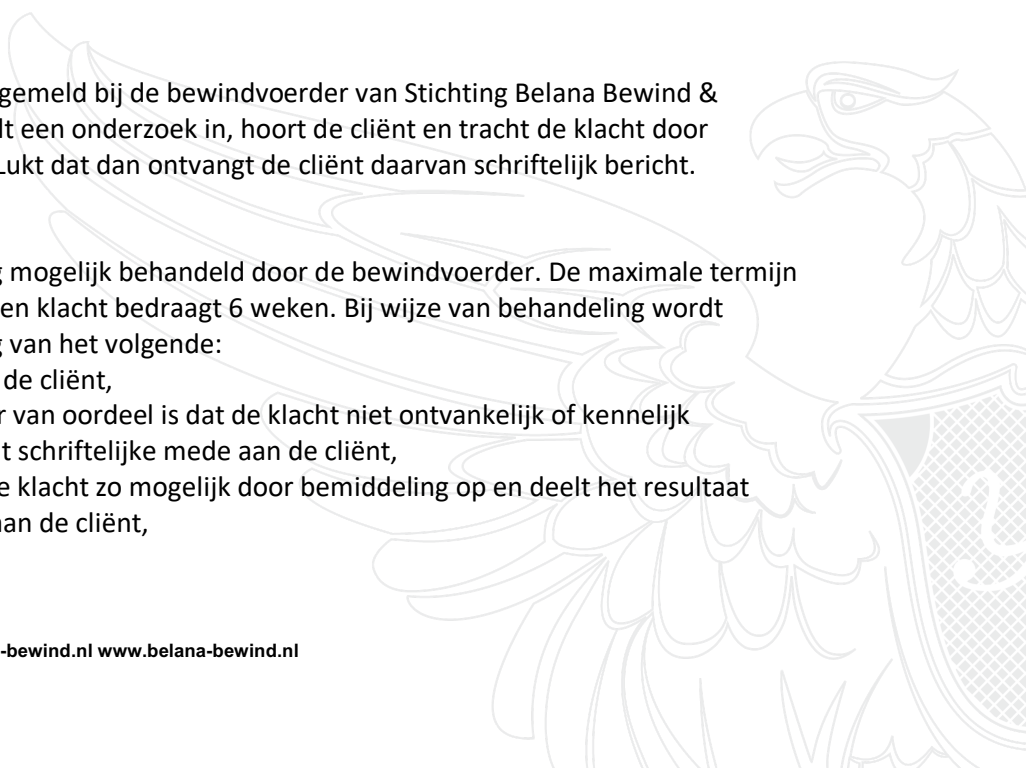 gemeld bij de bewindvoerder van Stichting Belana Bewind &
een onderzoek in, hoort de cliënt en tracht de klacht door
Lukt dat dan ontvangt de cliënt daarvan schriftelijk bericht.
mogelijk behandeld door de bewindvoerder. De maximale termijn
en klacht bedraagt 6 weken. Bij wijze van behandeling wordt
van het volgende:
de cliënt,
van oordeel is dat de klacht niet ontvankelijk of kennelijk
schriftelijke mede aan de cliënt,
klacht zo mogelijk door bemiddeling op en deelt het resultaat
aan de cliënt,
-bewind.nl www.belana-bewind.nl